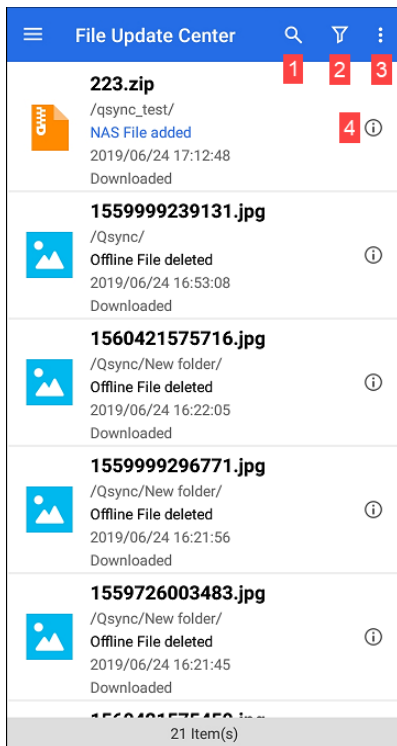 File Update Center
1 2 3
223.zip
/qsync_test/
NAS File added
4
2019/06/24 17:12:48
Downloaded
1559999239131.jpg
/Qsync/
Offline File deleted
2019/06/24 16:53:08
Downloaded
1560421575716.jpg
/Qsync/New folder/
Offline File deleted
2019/06/24 16:22:05
Downloaded
1559999296771.jpg
/Qsync/New folder/
Offline File deleted
2019/06/24 16:21:56
Downloaded
1559726003483.jpg
/Qsync/New folder/
Offline File deleted
2019/06/24 16:21:45
Downloaded
21 Item(s)